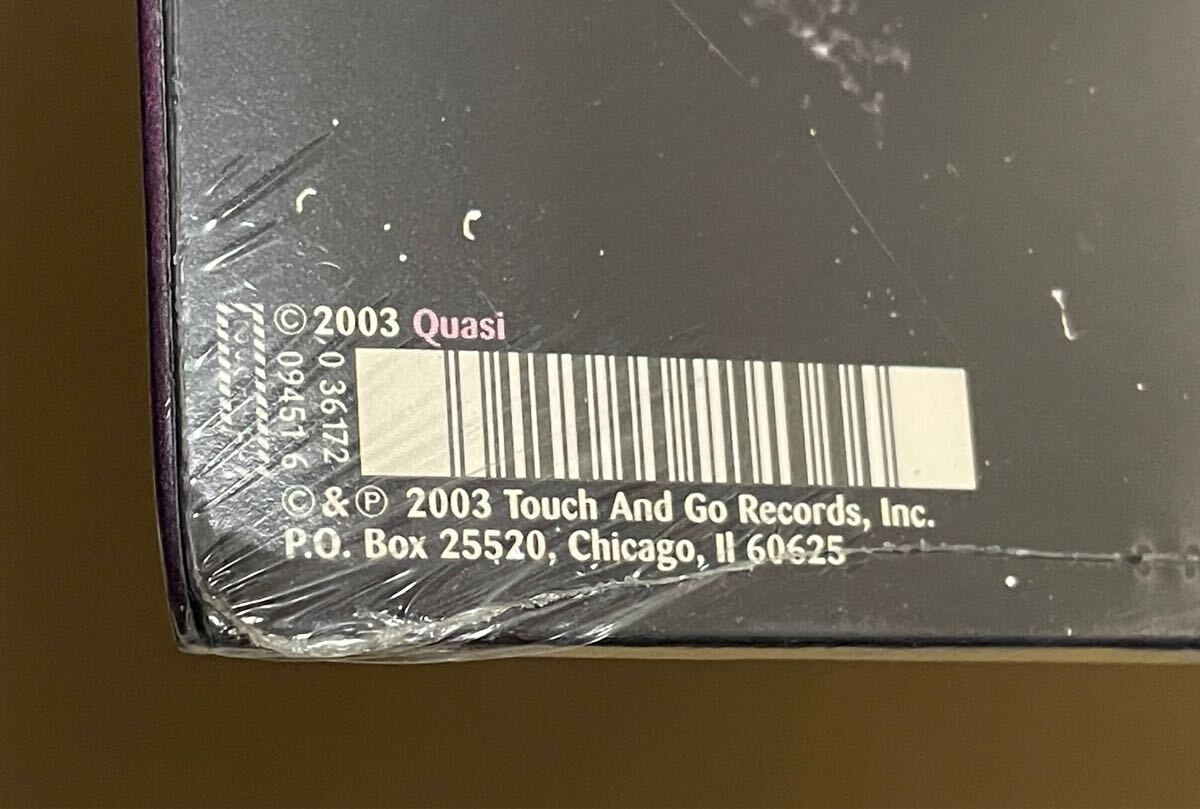 © 2003 Quasi
0 36172
09451 6
©&℗ 2003 Touch And Go Records, Inc.
P.O. Box 25520, Chicago, Il 60625